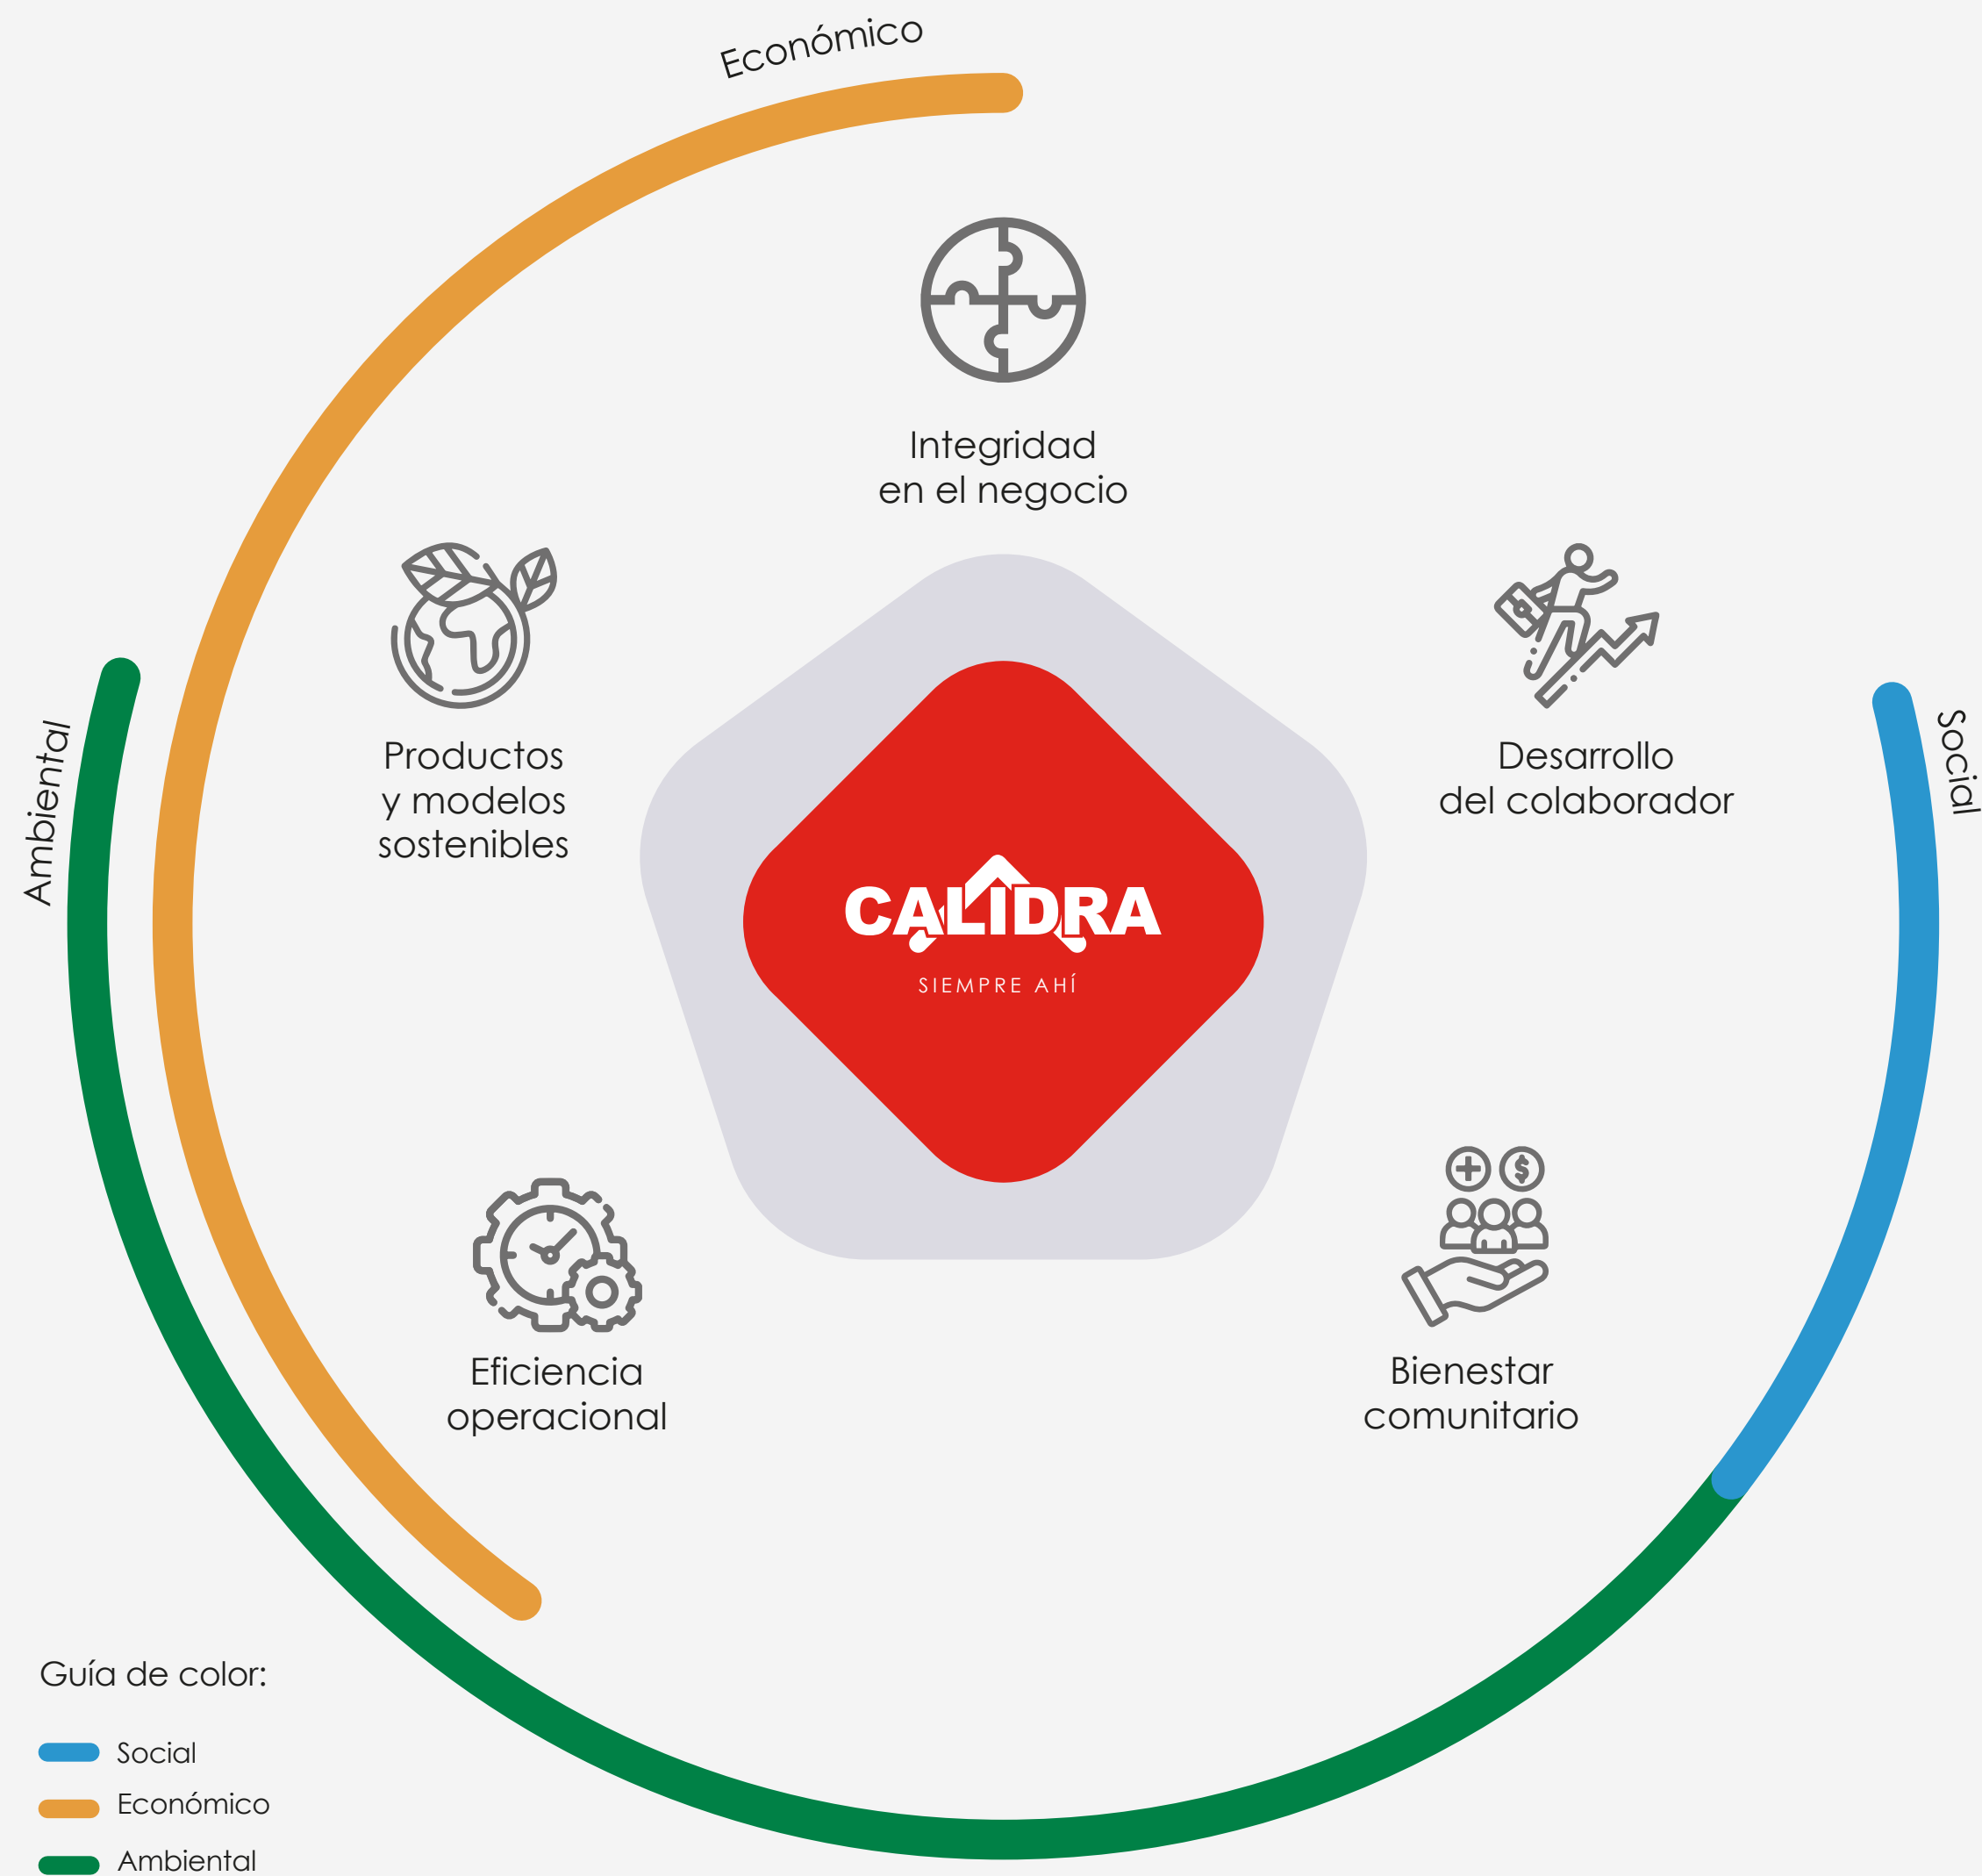 Económico
Integridad
en el negocio
Productos
y modelos
sostenibles
Desarrollo
del colaborador
Ambiental
Social
CALIDRA
SIEMPRE AHÍ
Eficiencia
operacional
Bienestar
comunitario
Guía de color:
Social
Económico
Ambiental